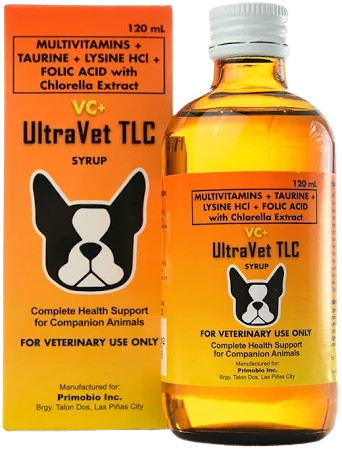 120 mL
MULTIVITAMINS +
TAURINE + LYSINE HCl +
FOLIC ACID with
Chlorella Extract
VC+
UltraVet TLC
SYRUP
Complete Health Support
for Companion Animals
FOR VETERINARY USE ONLY
Manufactured for:
Primobio Inc.
Brgy. Talon Dos, Las Piñas City
120 mL
MULTIVITAMINS + TAURINE +
LYSINE HCl + FOLIC ACID
with Chlorella Extract
VC+
UltraVet TLC
SYRUP
FOR VETERINARY USE ONLY
Complete Health Support
for Companion Animals
Manufactured for:
Primobio Inc.
Brgy. Talon Dos, Las Piñas City